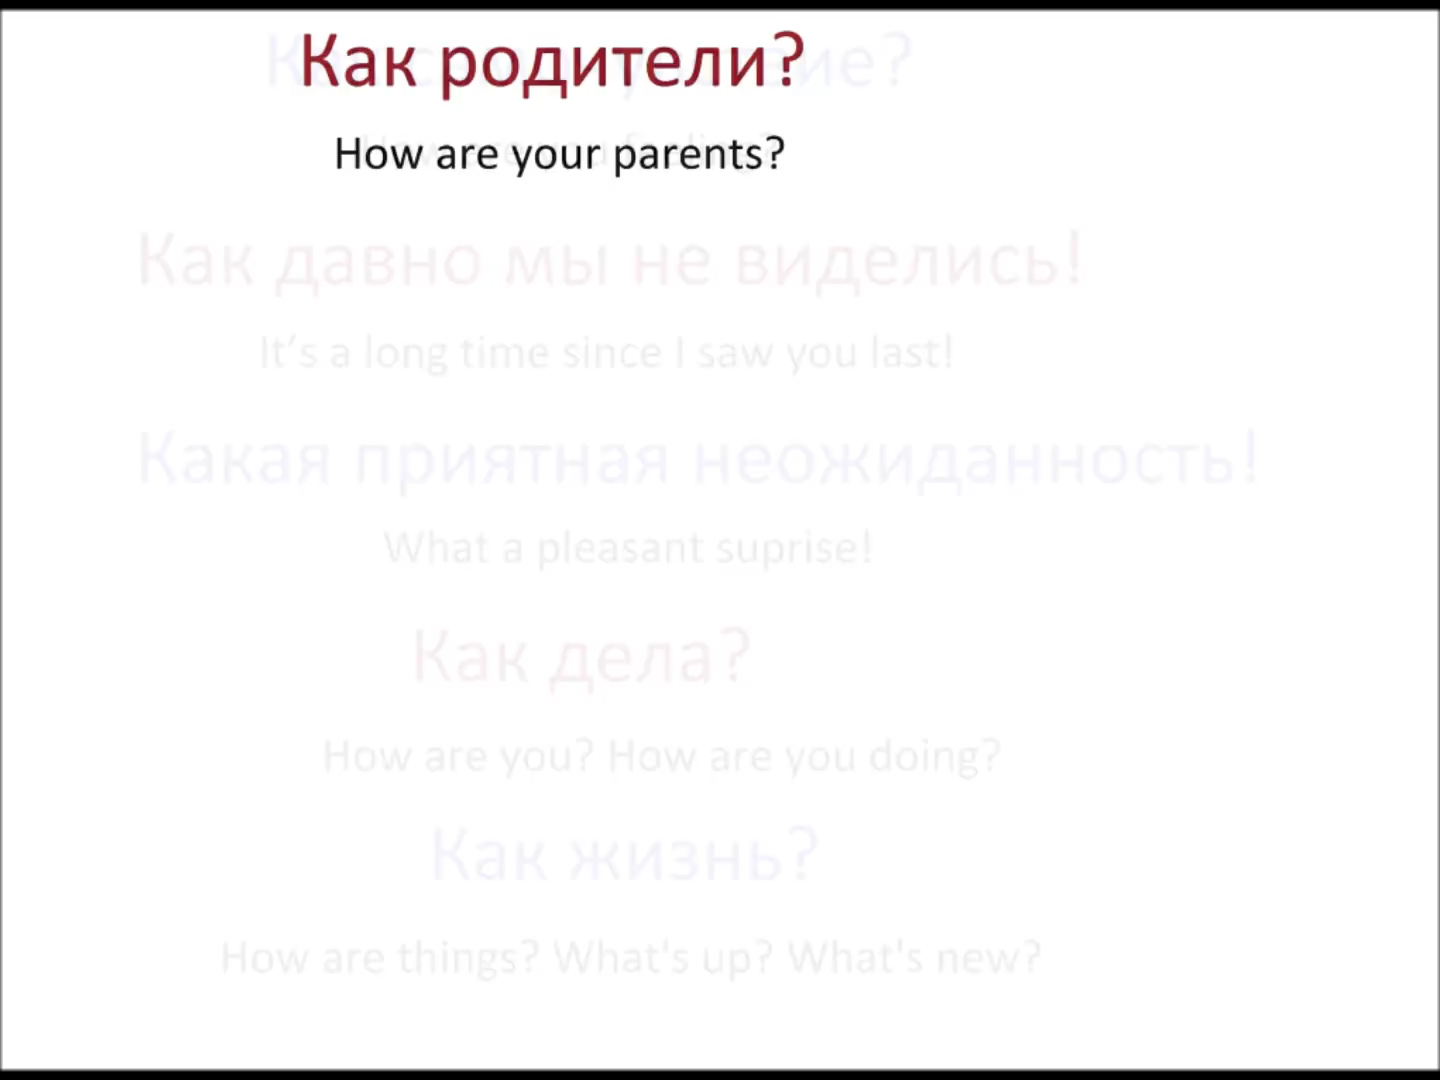 Как родители?
How are your parents?
Как давно мы не виделись!
It's a long time since I saw you last!
Какая приятная неожиданность!
What a pleasant suprise!
Как дела?
How are you? How are you doing?
Как жизнь?
How are things? What's up? What's new?